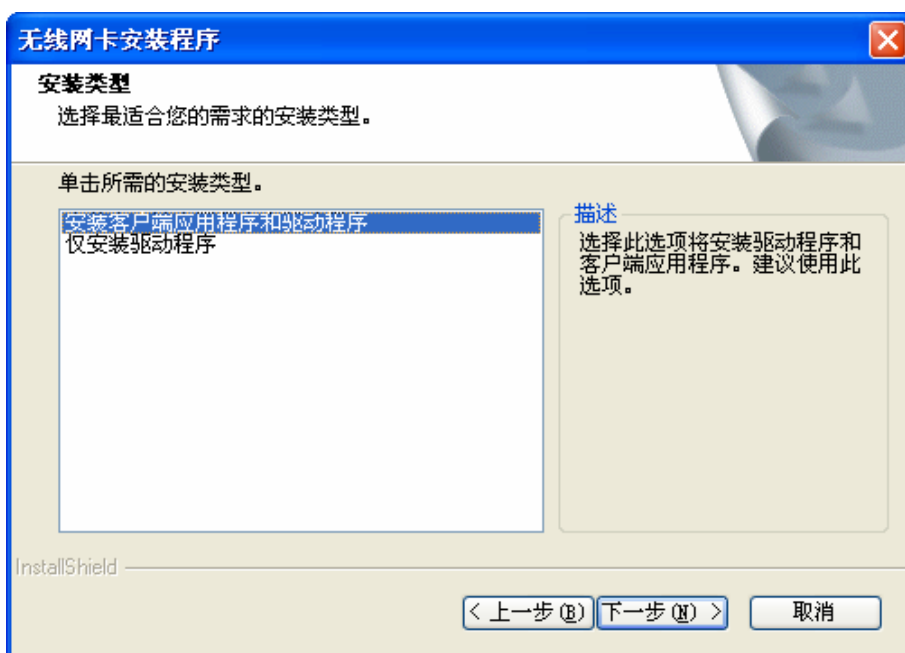 无线网卡安装程序
安装类型
选择最适合您的需求的安装类型。
单击所需的安装类型。
安装客户端应用程序和驱动程序
仅安装驱动程序
描述
选择此选项将安装驱动程序和
客户端应用程序。建议使用此
选项。
InstallShield
< 上一步(B)
下一步(N) >
取消